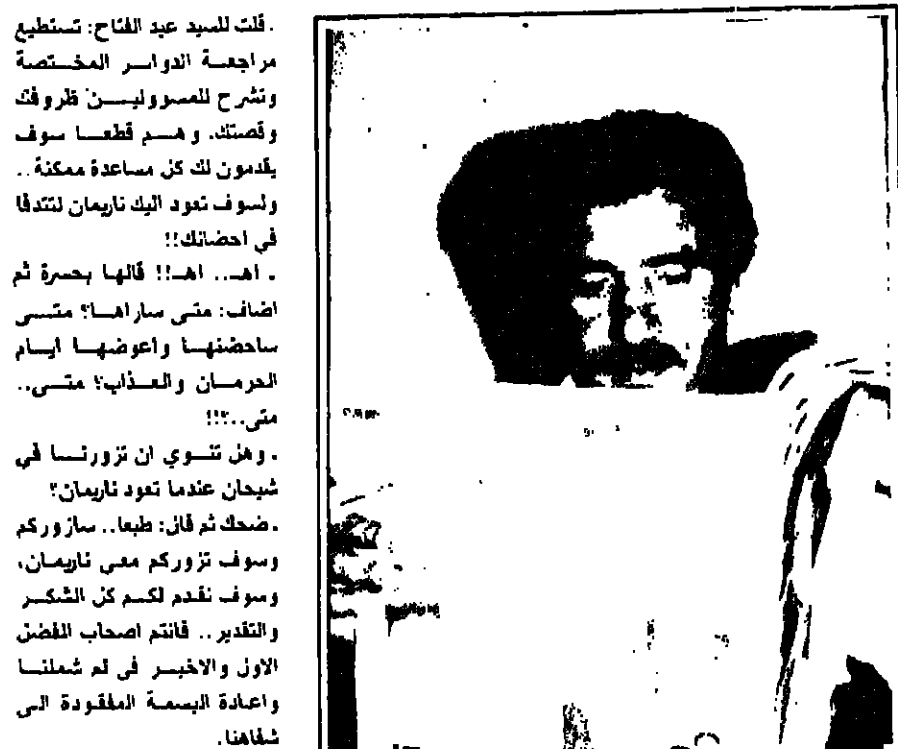 . قلت للسيد عبد الفتاح: تستطيع
مراجعة الدوائر المختصة
وتشرح للمسؤولين ظروفك
وقصتك، وهم قطعا سوف
يقدمون لك كل مساعدة ممكنة..
ولسوف تعود اليك ناريمان لتتدفا
في احضانك!!
. اهـ.. اهـ!! قالها بحسرة ثم
اضاف: متى ساراها؟ متى
ساحضنها واعوضها ايام
الحرمان والعذاب؟ متى..
متى..؟!!
. وهل تنوي ان تزورنا في
شيحان عندما تعود ناريمان؟
. ضحك ثم قال: طبعا.. سازوركم
وسوف تزوركم معي ناريمان،
وسوف نقدم لكم كل الشكر
والتقدير.. فانتم اصحاب الفضل
الاول والاخير في لم شملنا
واعادة البسمة المفقودة الى
شفاهنا.